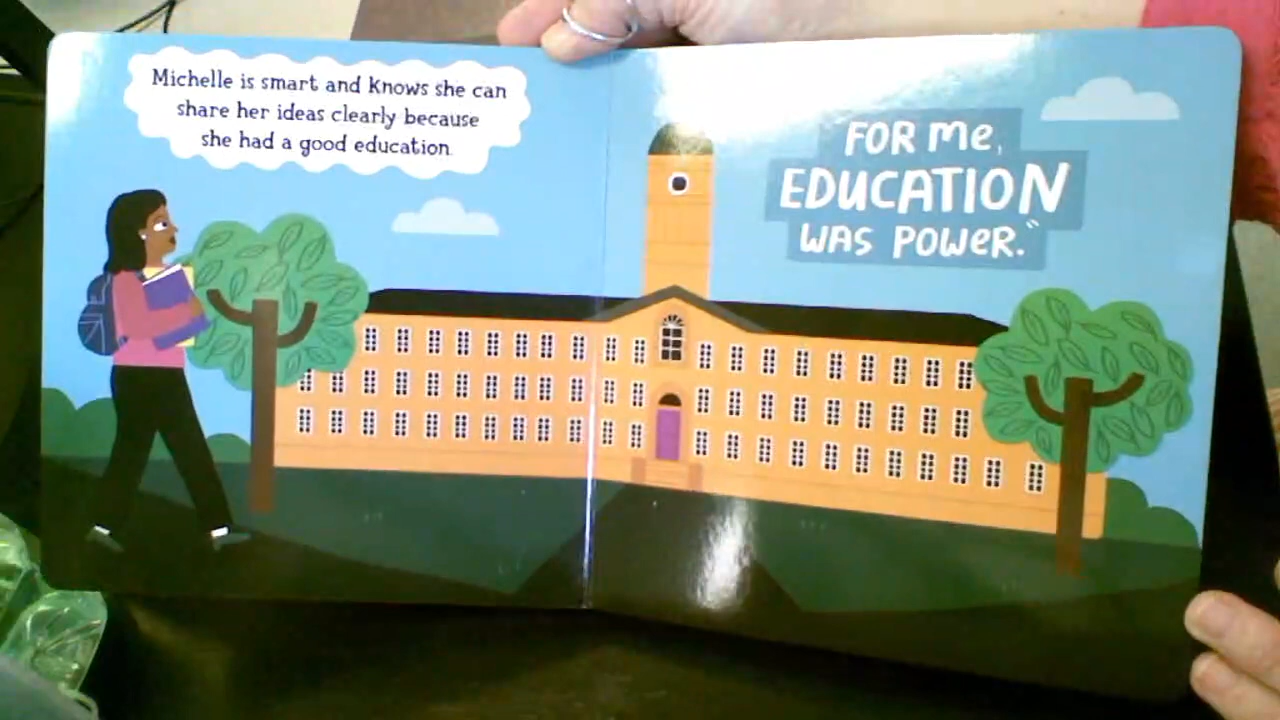 Michelle is smart and knows she can
share her ideas clearly because
she had a good education.
FOR me,
EDUCATION
WAS POWER."